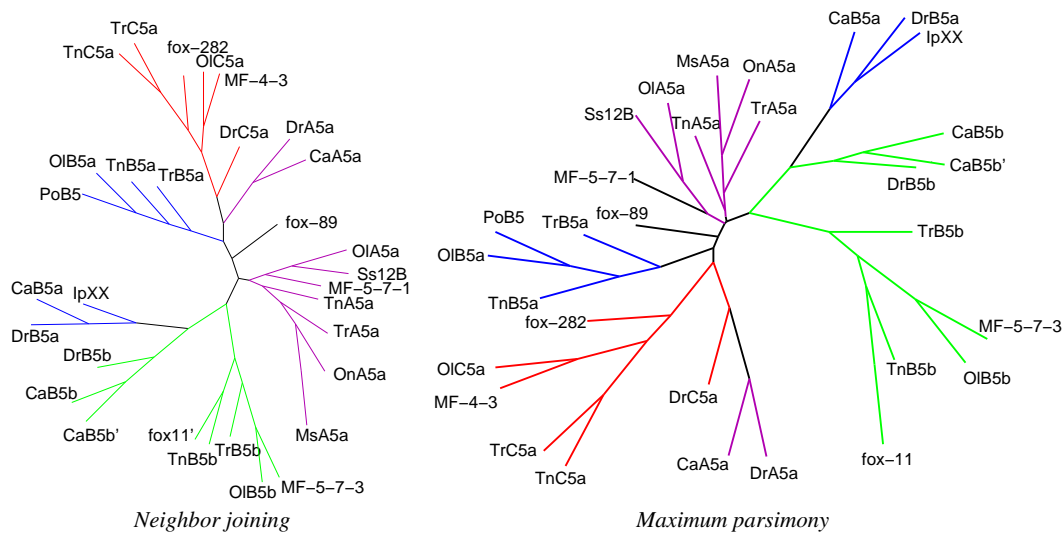 TrC5a
TnC5a
fox-282
OlC5a
MF-4-3
DrC5a
DrA5a
CaA5a
OlB5a
TnB5a
TrB5a
PoB5
fox-89
OlA5a
Ss12B
MF-5-7-1
TnA5a
TrA5a
OnA5a
MsA5a
CaB5a
IpXX
DrB5a
DrB5b
CaB5b
CaB5b'
fox11'
TnB5b
TrB5b
OlB5b
MF-5-7-3
Neighbor joining
CaB5a
DrB5a
IpXX
MsA5a
OnA5a
OlA5a
Ss12B
TnA5a
TrA5a
CaB5b
CaB5b'
DrB5b
MF-5-7-1
fox-89
PoB5
TrB5a
OlB5a
TnB5a
TrB5b
fox-282
MF-5-7-3
OlC5a
MF-4-3
DrC5a
TnB5b
OlB5b
TrC5a
TnC5a
CaA5a
DrA5a
fox-11
Maximum parsimony